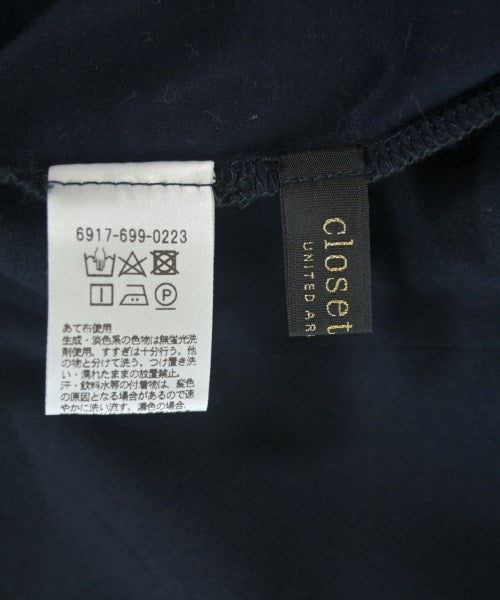 6917-699-0223
P
あて布使用
生成・淡色系の色物は無蛍光洗
剤使用。すすぎは十分行う。他
の物と分けて洗う。つけ置き洗
い・濡れたままの放置禁止。
汗・飲料水等の付着物は、変色
の原因となる場合があるので速
やかに洗い流す。濃色の場合、
closet
UNITED ARR